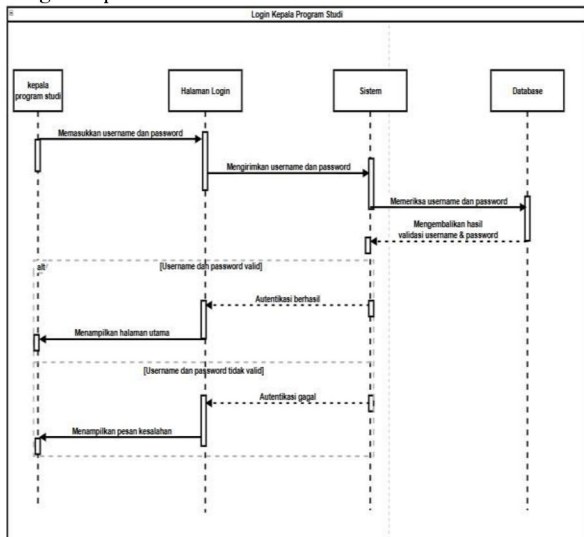 Login Kepala Program Studi
kepala
program studi
Halaman Login
Sistem
Database
Memasukkan username dan password
Mengirimkan username dan password
Memeriksa username dan password
Mengembalikan hasil
validasi username & password
alt
[Username dan password valid]
Autentikasi berhasil
Menampilkan halaman utama
[Username dan password tidak valid]
Autentikasi gagal
Menampilkan pesan kesalahan